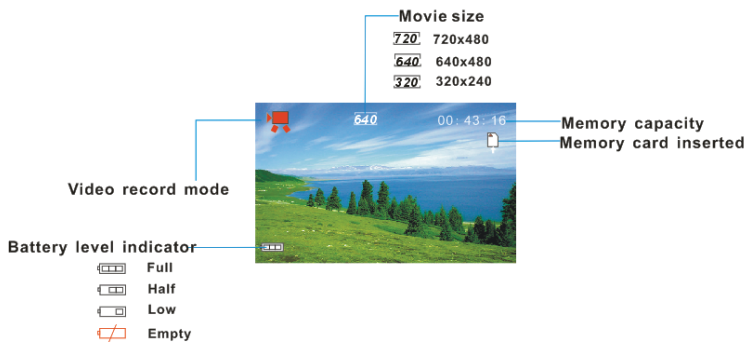 Movie size
720 720x480
640 640x480
320 320x240
640
00: 43: 16
Memory capacity
Memory card inserted
Video record mode
Battery level indicator
Full
Half
Low
Empty